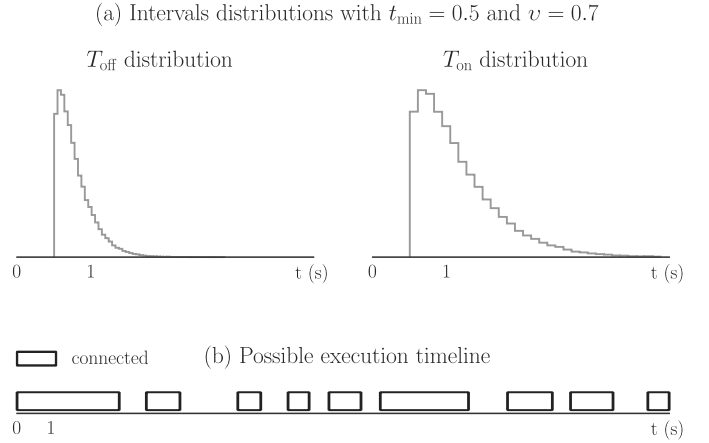 (a) Intervals distributions with t_min = 0.5 and υ = 0.7
T_off distribution
T_on distribution
0 1 t (s)
0 1 t (s)
connected
(b) Possible execution timeline
0 1 t (s)